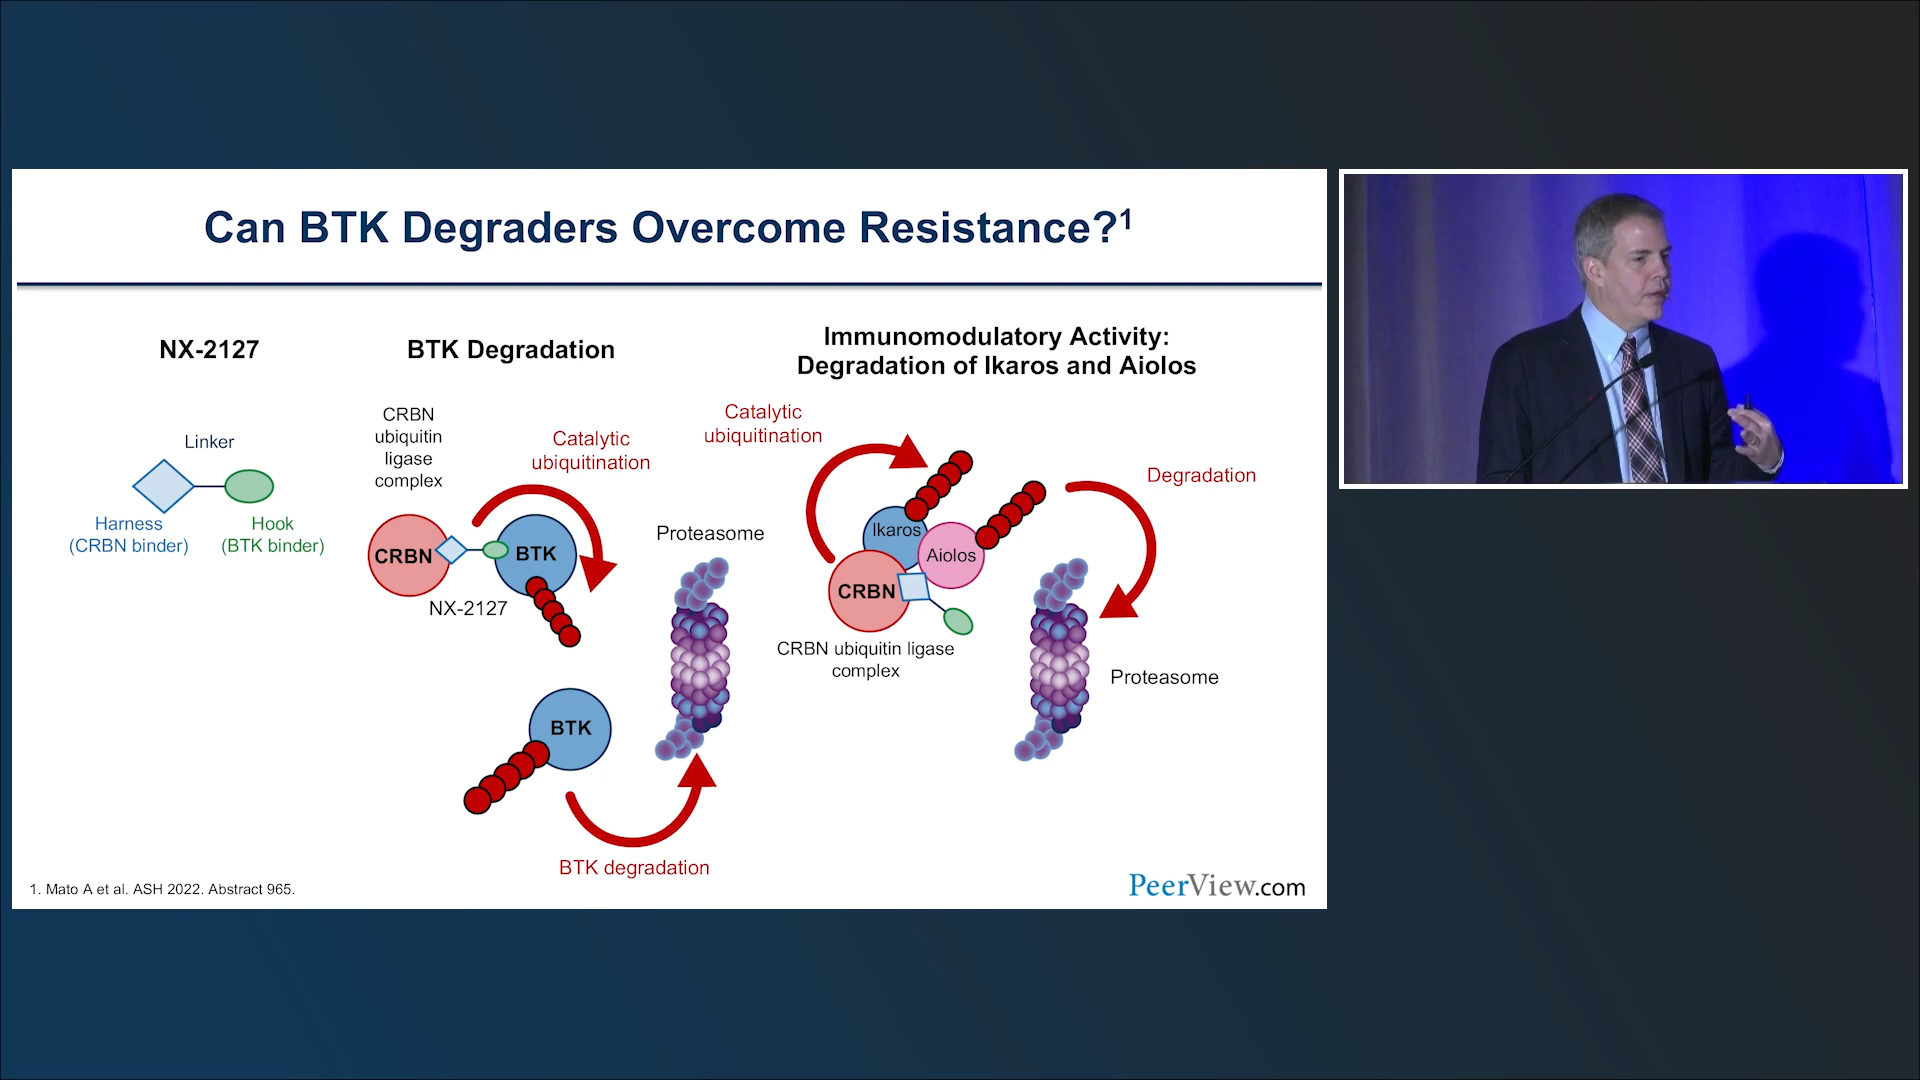 Can BTK Degraders Overcome Resistance?1
NX-2127
Linker
Harness
(CRBN binder)
Hook
(BTK binder)
BTK Degradation
CRBN
ubiquitin
ligase
complex
Catalytic
ubiquitination
CRBN
BTK
NX-2127
Proteasome
BTK
BTK degradation
Immunomodulatory Activity:
Degradation of Ikaros and Aiolos
Catalytic
ubiquitination
Degradation
Ikaros
Aiolos
CRBN
CRBN ubiquitin ligase
complex
Proteasome
1. Mato A et al. ASH 2022. Abstract 965.
PeerView.com